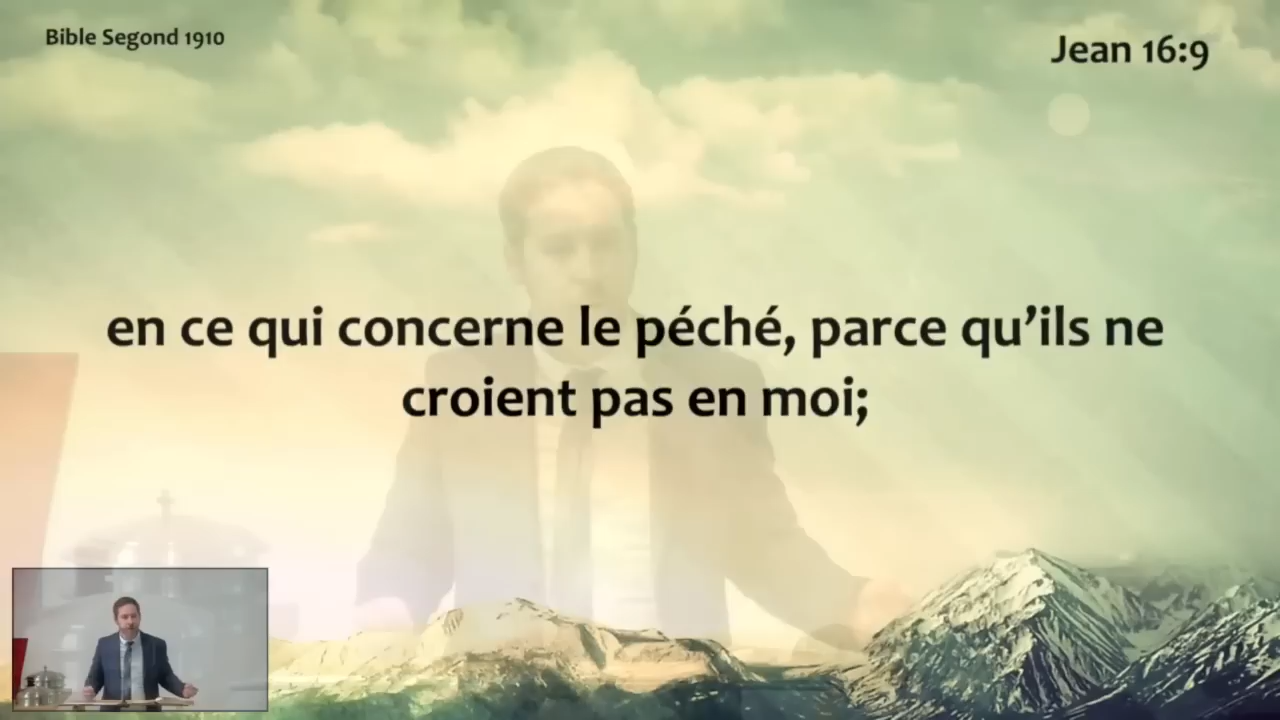 Bible Segond 1910
Jean 16:9
en ce qui concerne le péché, parce qu’ils ne
croient pas en moi;